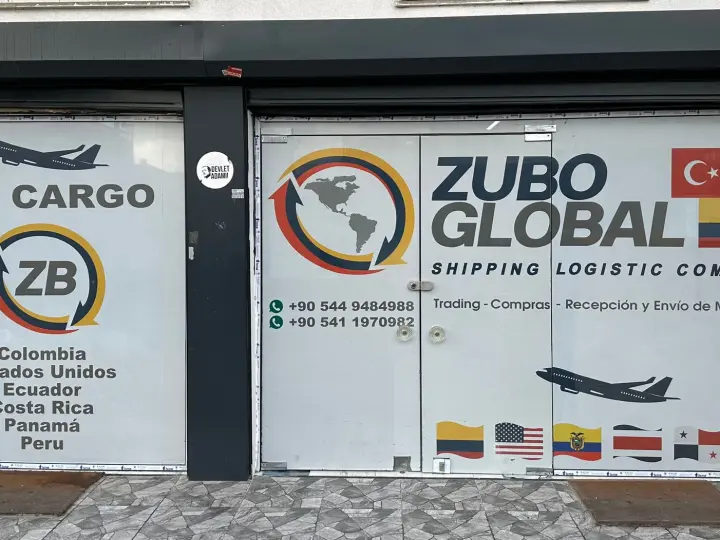 CARGO
ZB
Colombia
ados Unidos
Ecuador
Costa Rica
Panamá
Peru
DEVLET
ADAMI
ZUBO
GLOBAL
SHIPPING LOGISTIC COM
Trading - Compras - Recepción y Envío de M
+90 544 9484988
+90 541 1970982